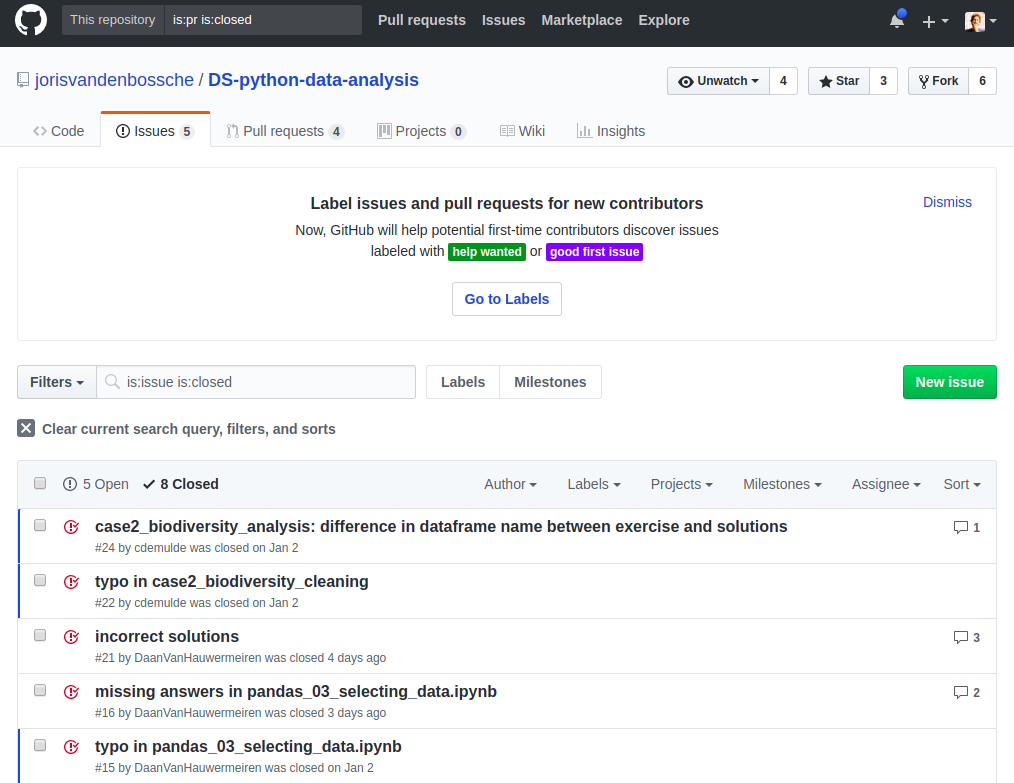 This repository is:pr is:closed Pull requests Issues Marketplace Explore
jorisvandenbossche / DS-python-data-analysis Unwatch 4 Star 3 Fork 6
Code Issues 5 Pull requests 4 Projects 0 Wiki Insights
Label issues and pull requests for new contributors Dismiss
Now, GitHub will help potential first-time contributors discover issues
labeled with help wanted or good first issue
Go to Labels
Filters is:issue is:closed Labels Milestones New issue
Clear current search query, filters, and sorts
5 Open 8 Closed Author Labels Projects Milestones Assignee Sort
case2_biodiversity_analysis: difference in dataframe name between exercise and solutions 1
#24 by cdemulde was closed on Jan 2
typo in case2_biodiversity_cleaning
#22 by cdemulde was closed on Jan 2
incorrect solutions 3
#21 by DaanVanHauwermeiren was closed 4 days ago
missing answers in pandas_03_selecting_data.ipynb 2
#16 by DaanVanHauwermeiren was closed 3 days ago
typo in pandas_03_selecting_data.ipynb
#15 by DaanVanHauwermeiren was closed on Jan 2